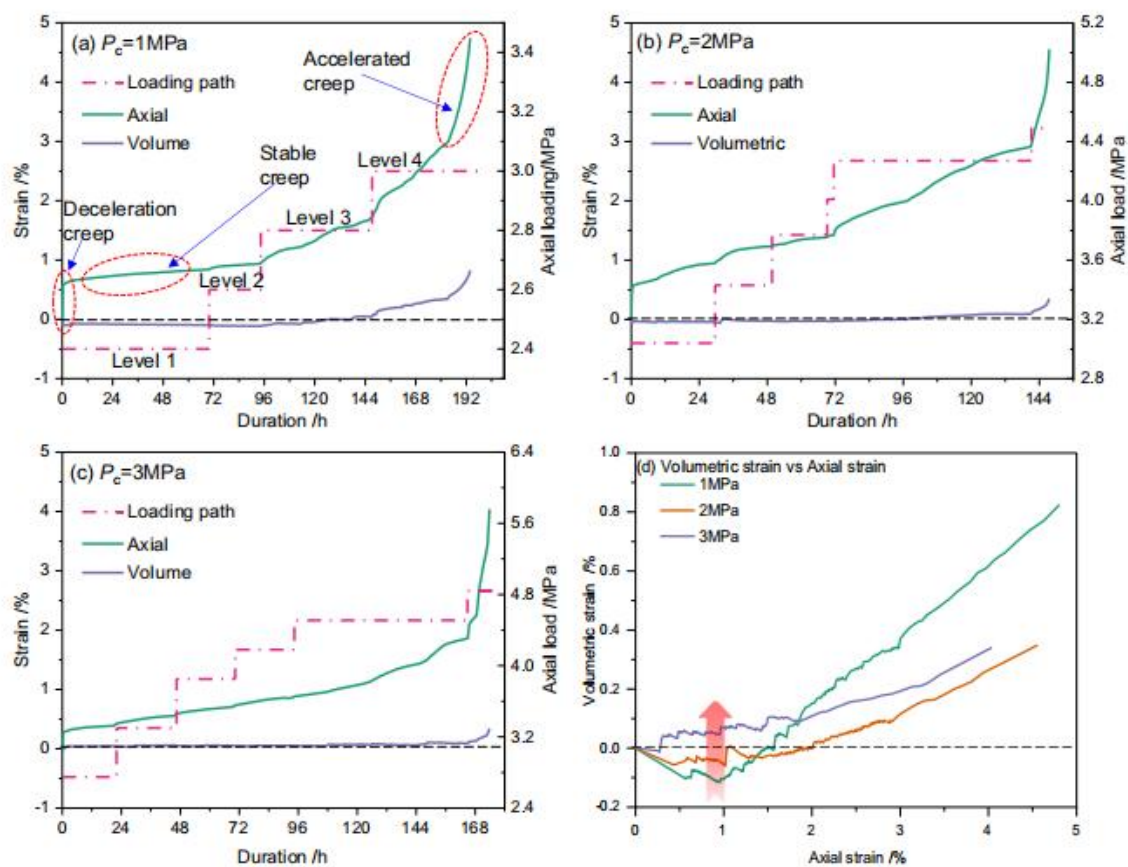 (a) Pc=1MPa
Loading path
Axial
Volume
Accelerated
creep
Stable
creep
Deceleration
creep
Level 1
Level 2
Level 3
Level 4
Strain /%
5
4
3
2
1
0
-1
Axial loading/MPa
3.4
3.2
3.0
2.8
2.6
2.4
0 24 48 72 96 120 144 168 192
Duration /h
(b) Pc=2MPa
Loading path
Axial
Volumetric
Strain /%
5
4
3
2
1
0
-1
Axial load /MPa
5.2
4.8
4.4
4.0
3.6
3.2
2.8
0 24 48 72 96 120 144
Duration /h
(c) Pc=3MPa
Loading path
Axial
Volume
Strain /%
5
4
3
2
1
0
-1
Axial load /MPa
6.4
5.6
4.8
4.0
3.2
2.4
0 24 48 72 96 120 144 168
Duration /h
(d) Volumetric strain vs Axial strain
1MPa
2MPa
3MPa
Volumetric strain /%
1.0
0.8
0.6
0.4
0.2
0.0
-0.2
0 1 2 3 4 5
Axial strain /%